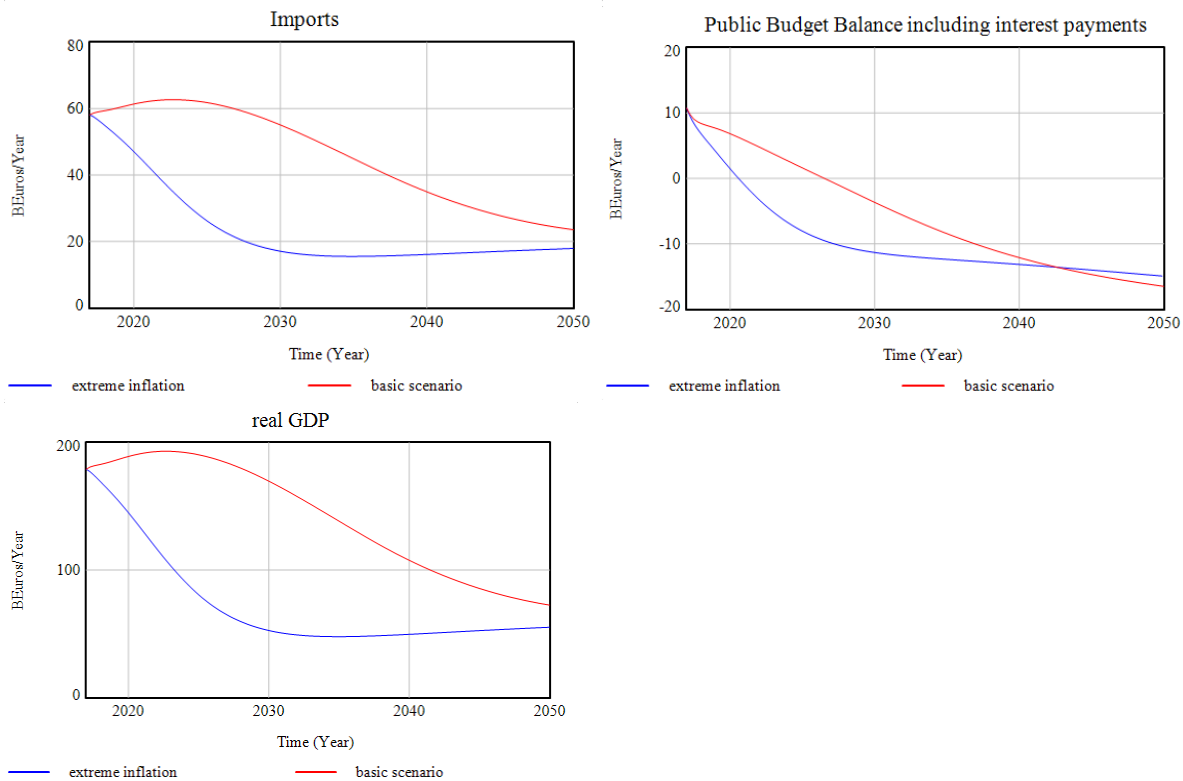 Imports
80
60
40
20
0
BEuros/Year
2020 2030 2040 2050
Time (Year)
extreme inflation basic scenario
Public Budget Balance including interest payments
20
10
0
-10
-20
BEuros/Year
2020 2030 2040 2050
Time (Year)
extreme inflation basic scenario
real GDP
200
100
0
BEuros/Year
2020 2030 2040 2050
Time (Year)
extreme inflation basic scenario